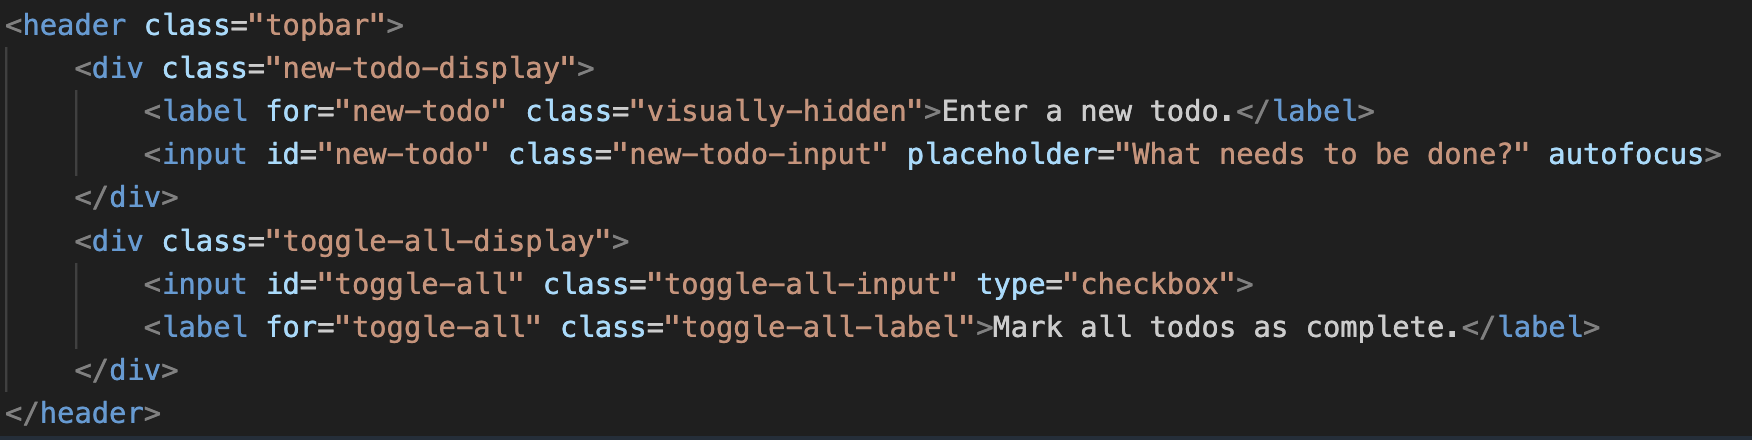 <header class="topbar">
    <div class="new-todo-display">
        <label for="new-todo" class="visually-hidden">Enter a new todo.</label>
        <input id="new-todo" class="new-todo-input" placeholder="What needs to be done?" autofocus>
    </div>
    <div class="toggle-all-display">
        <input id="toggle-all" class="toggle-all-input" type="checkbox">
        <label for="toggle-all" class="toggle-all-label">Mark all todos as complete.</label>
    </div>
</header>